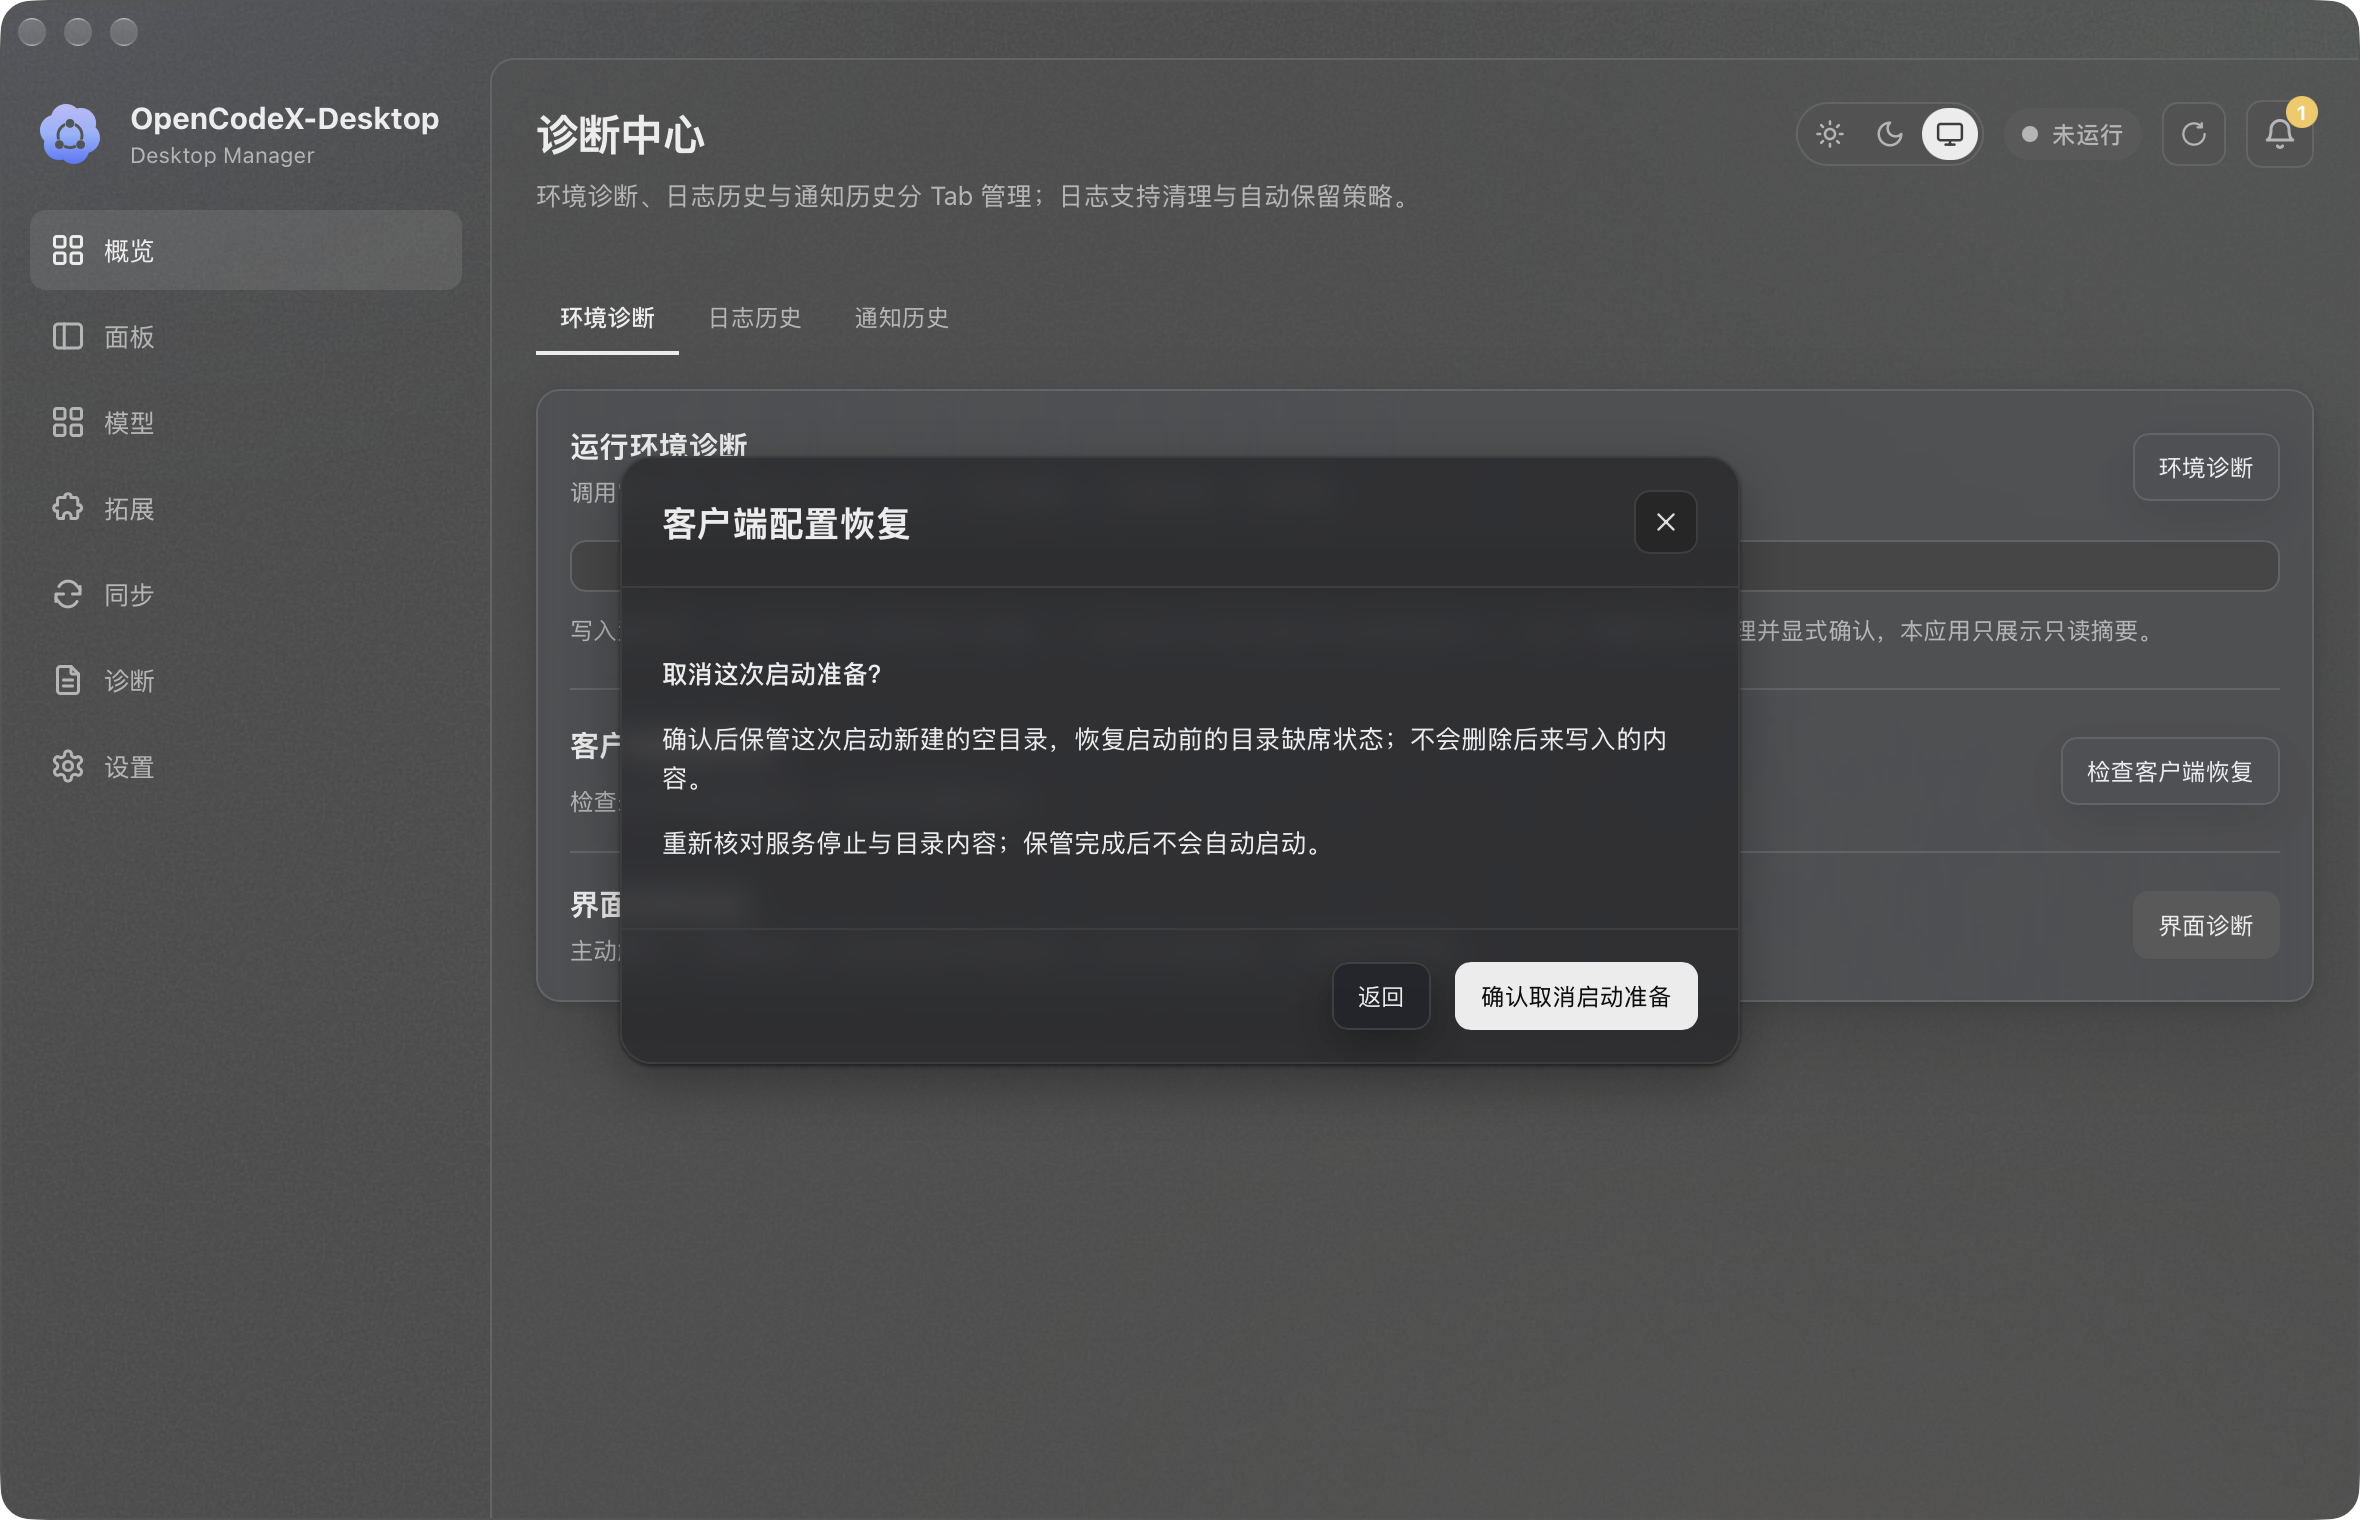 OpenCodeX-Desktop
Desktop Manager
概览
面板
模型
拓展
同步
诊断
设置
诊断中心
环境诊断、日志历史与通知历史分 Tab 管理；日志支持清理与自动保留策略。
未运行
1
环境诊断
日志历史
通知历史
运行环境诊断
调用
环境诊断
写入
理并显式确认，本应用只展示只读摘要。
客户
检查
检查客户端恢复
界面
主动
界面诊断
客户端配置恢复
取消这次启动准备？
确认后保管这次启动新建的空目录，恢复启动前的目录缺席状态；不会删除后来写入的内
容。
重新核对服务停止与目录内容；保管完成后不会自动启动。
返回
确认取消启动准备